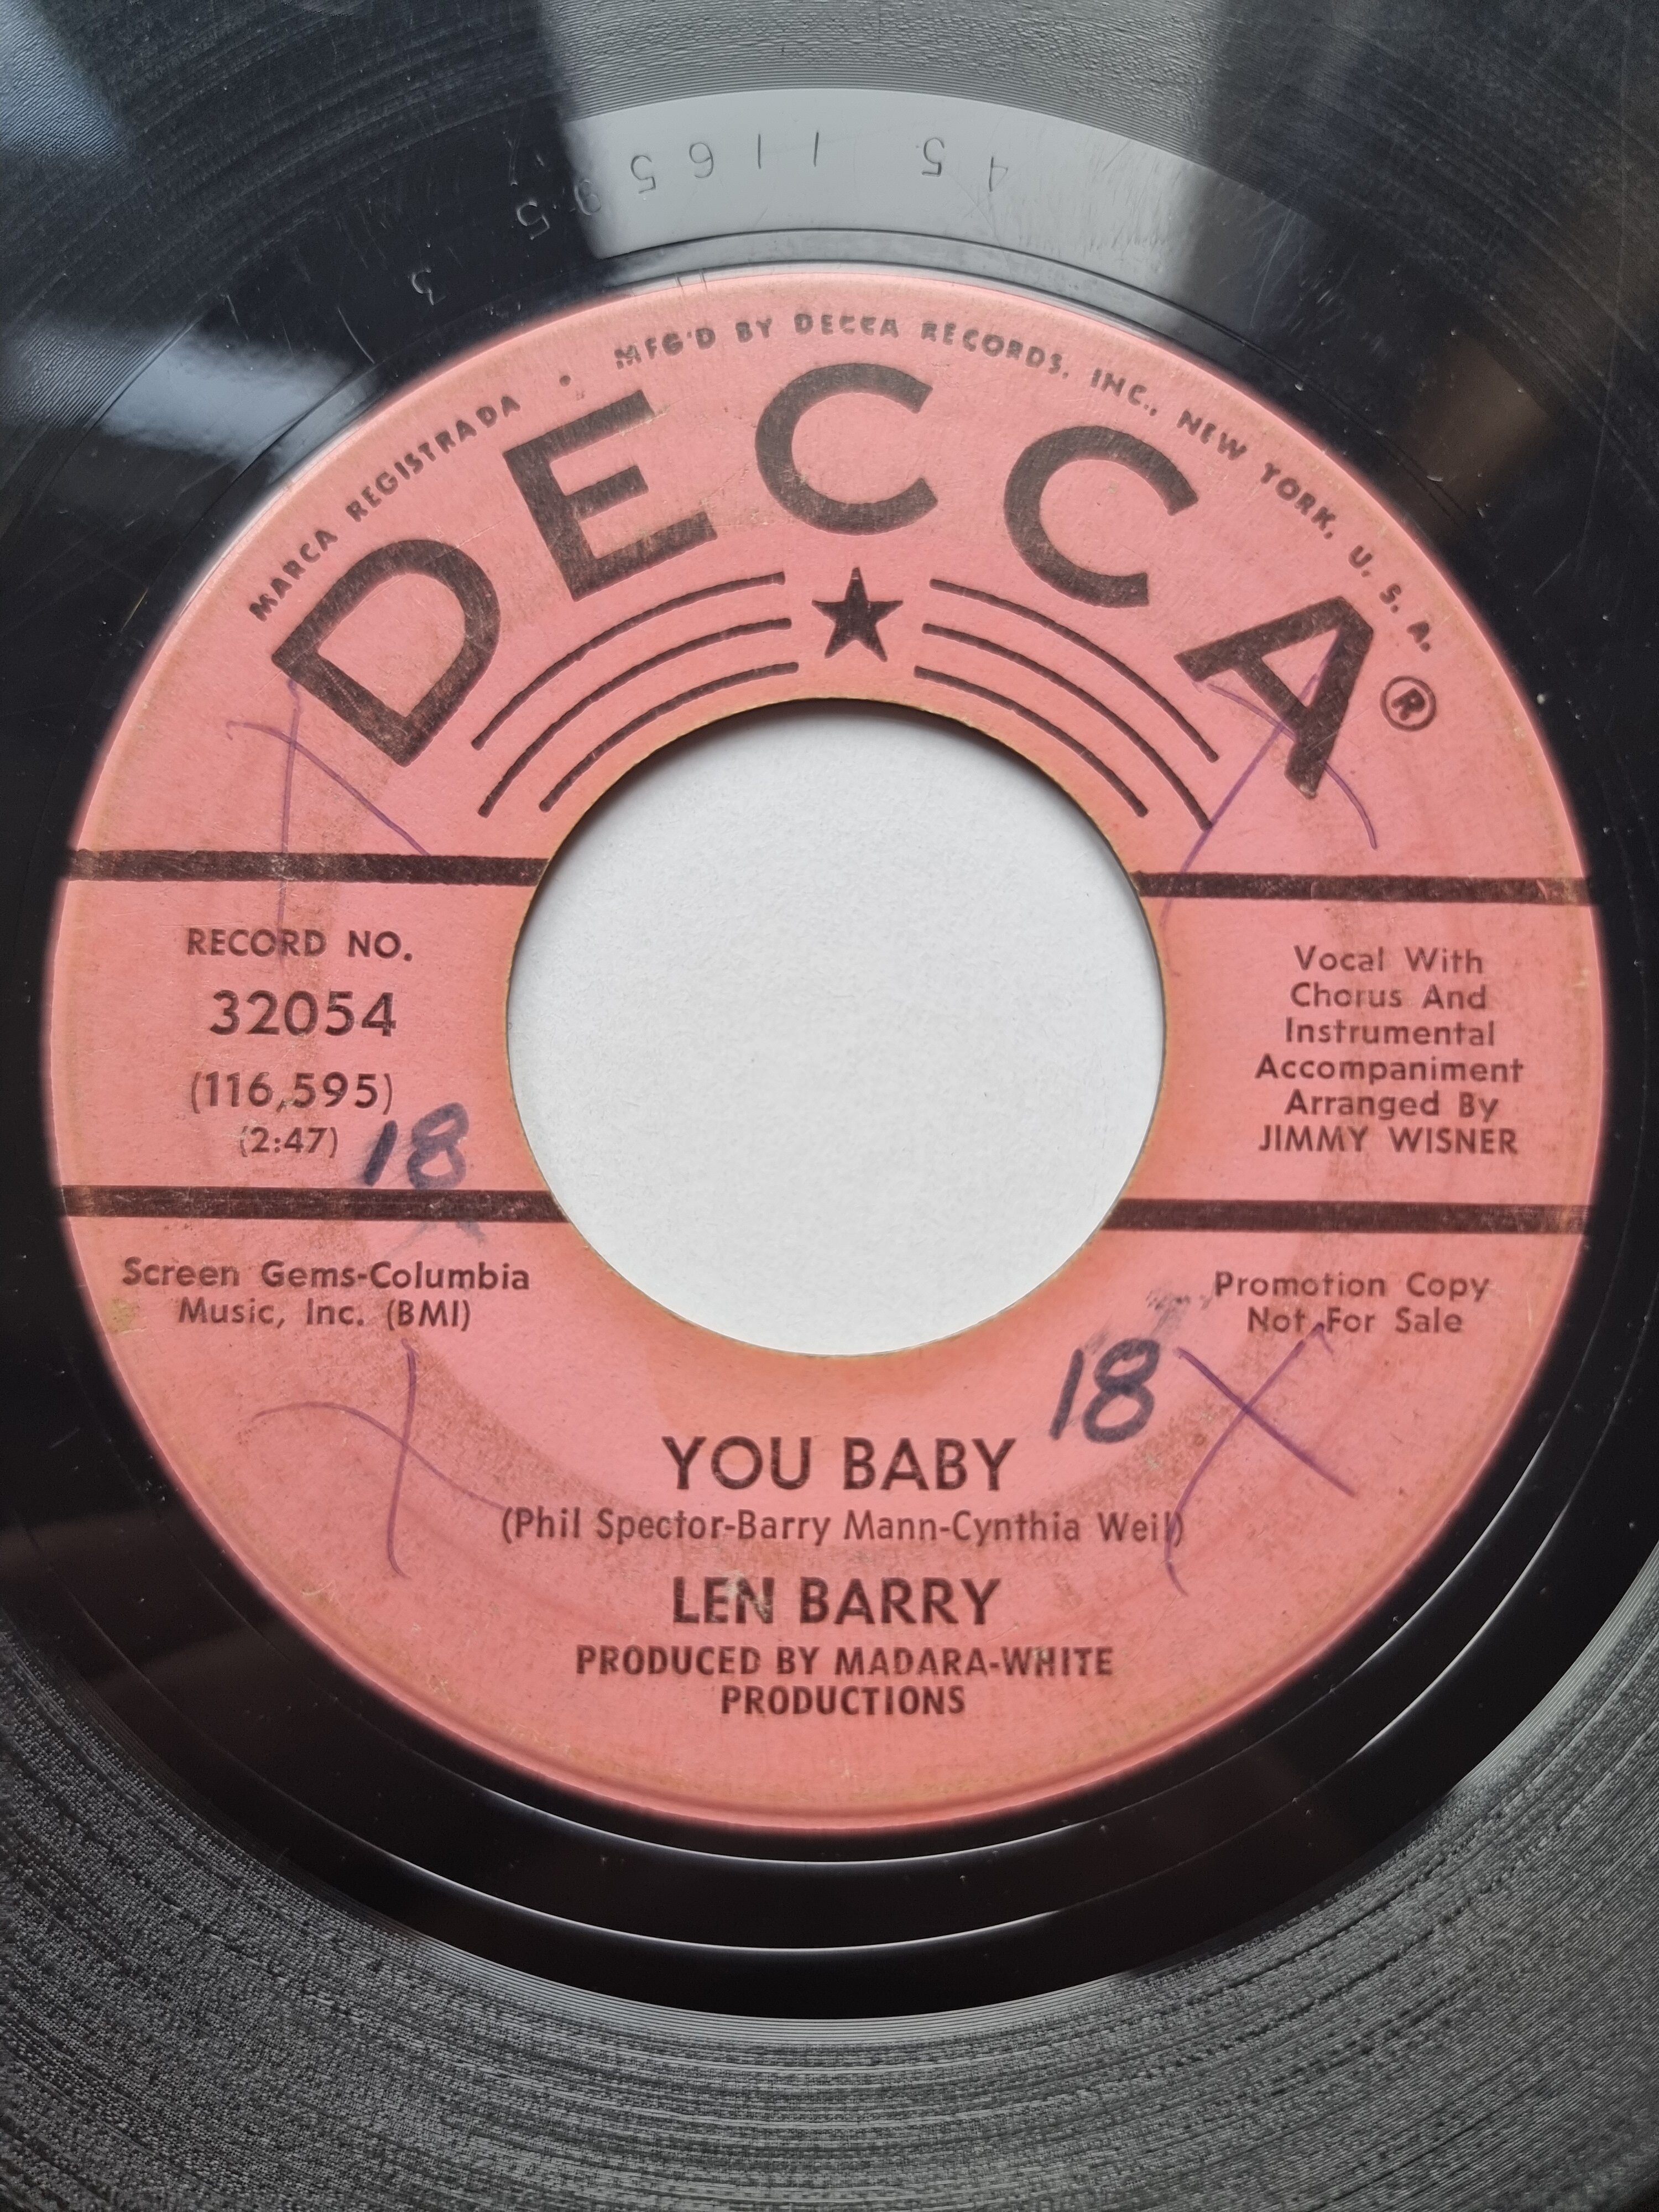 45 116595 3
MARCA REGISTRADA • MFG'D BY DECCA RECORDS, INC., NEW YORK, U. S. A.
DECCA®
RECORD NO.
32054
(116,595)
(2:47)
18
Vocal With
Chorus And
Instrumental
Accompaniment
Arranged By
JIMMY WISNER
Screen Gems-Columbia
Music, Inc. (BMI)
Promotion Copy
Not For Sale
18
YOU BABY
(Phil Spector-Barry Mann-Cynthia Weil)
LEN BARRY
PRODUCED BY MADARA-WHITE
PRODUCTIONS